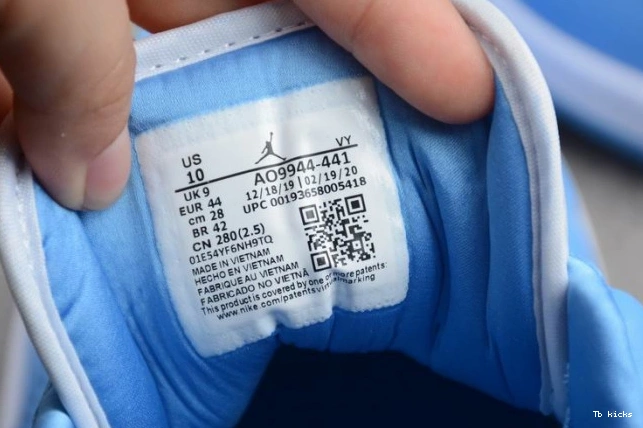 US
10
VY
AO9944-441
UK 9
12/18/19 | 02/19/20
EUR 44
UPC 00193658005418
cm 28
BR 42
CN 280(2.5)
01E54YF6NH9TQ
MADE IN VIETNAM
HECHO EN VIETNAM
FABRIQUE AU VIETNAM
FABRICADO NO VIETNÃ
This product is covered by one or more patents:
www.nike.com/patentsvirtualmarking
Tb kicks